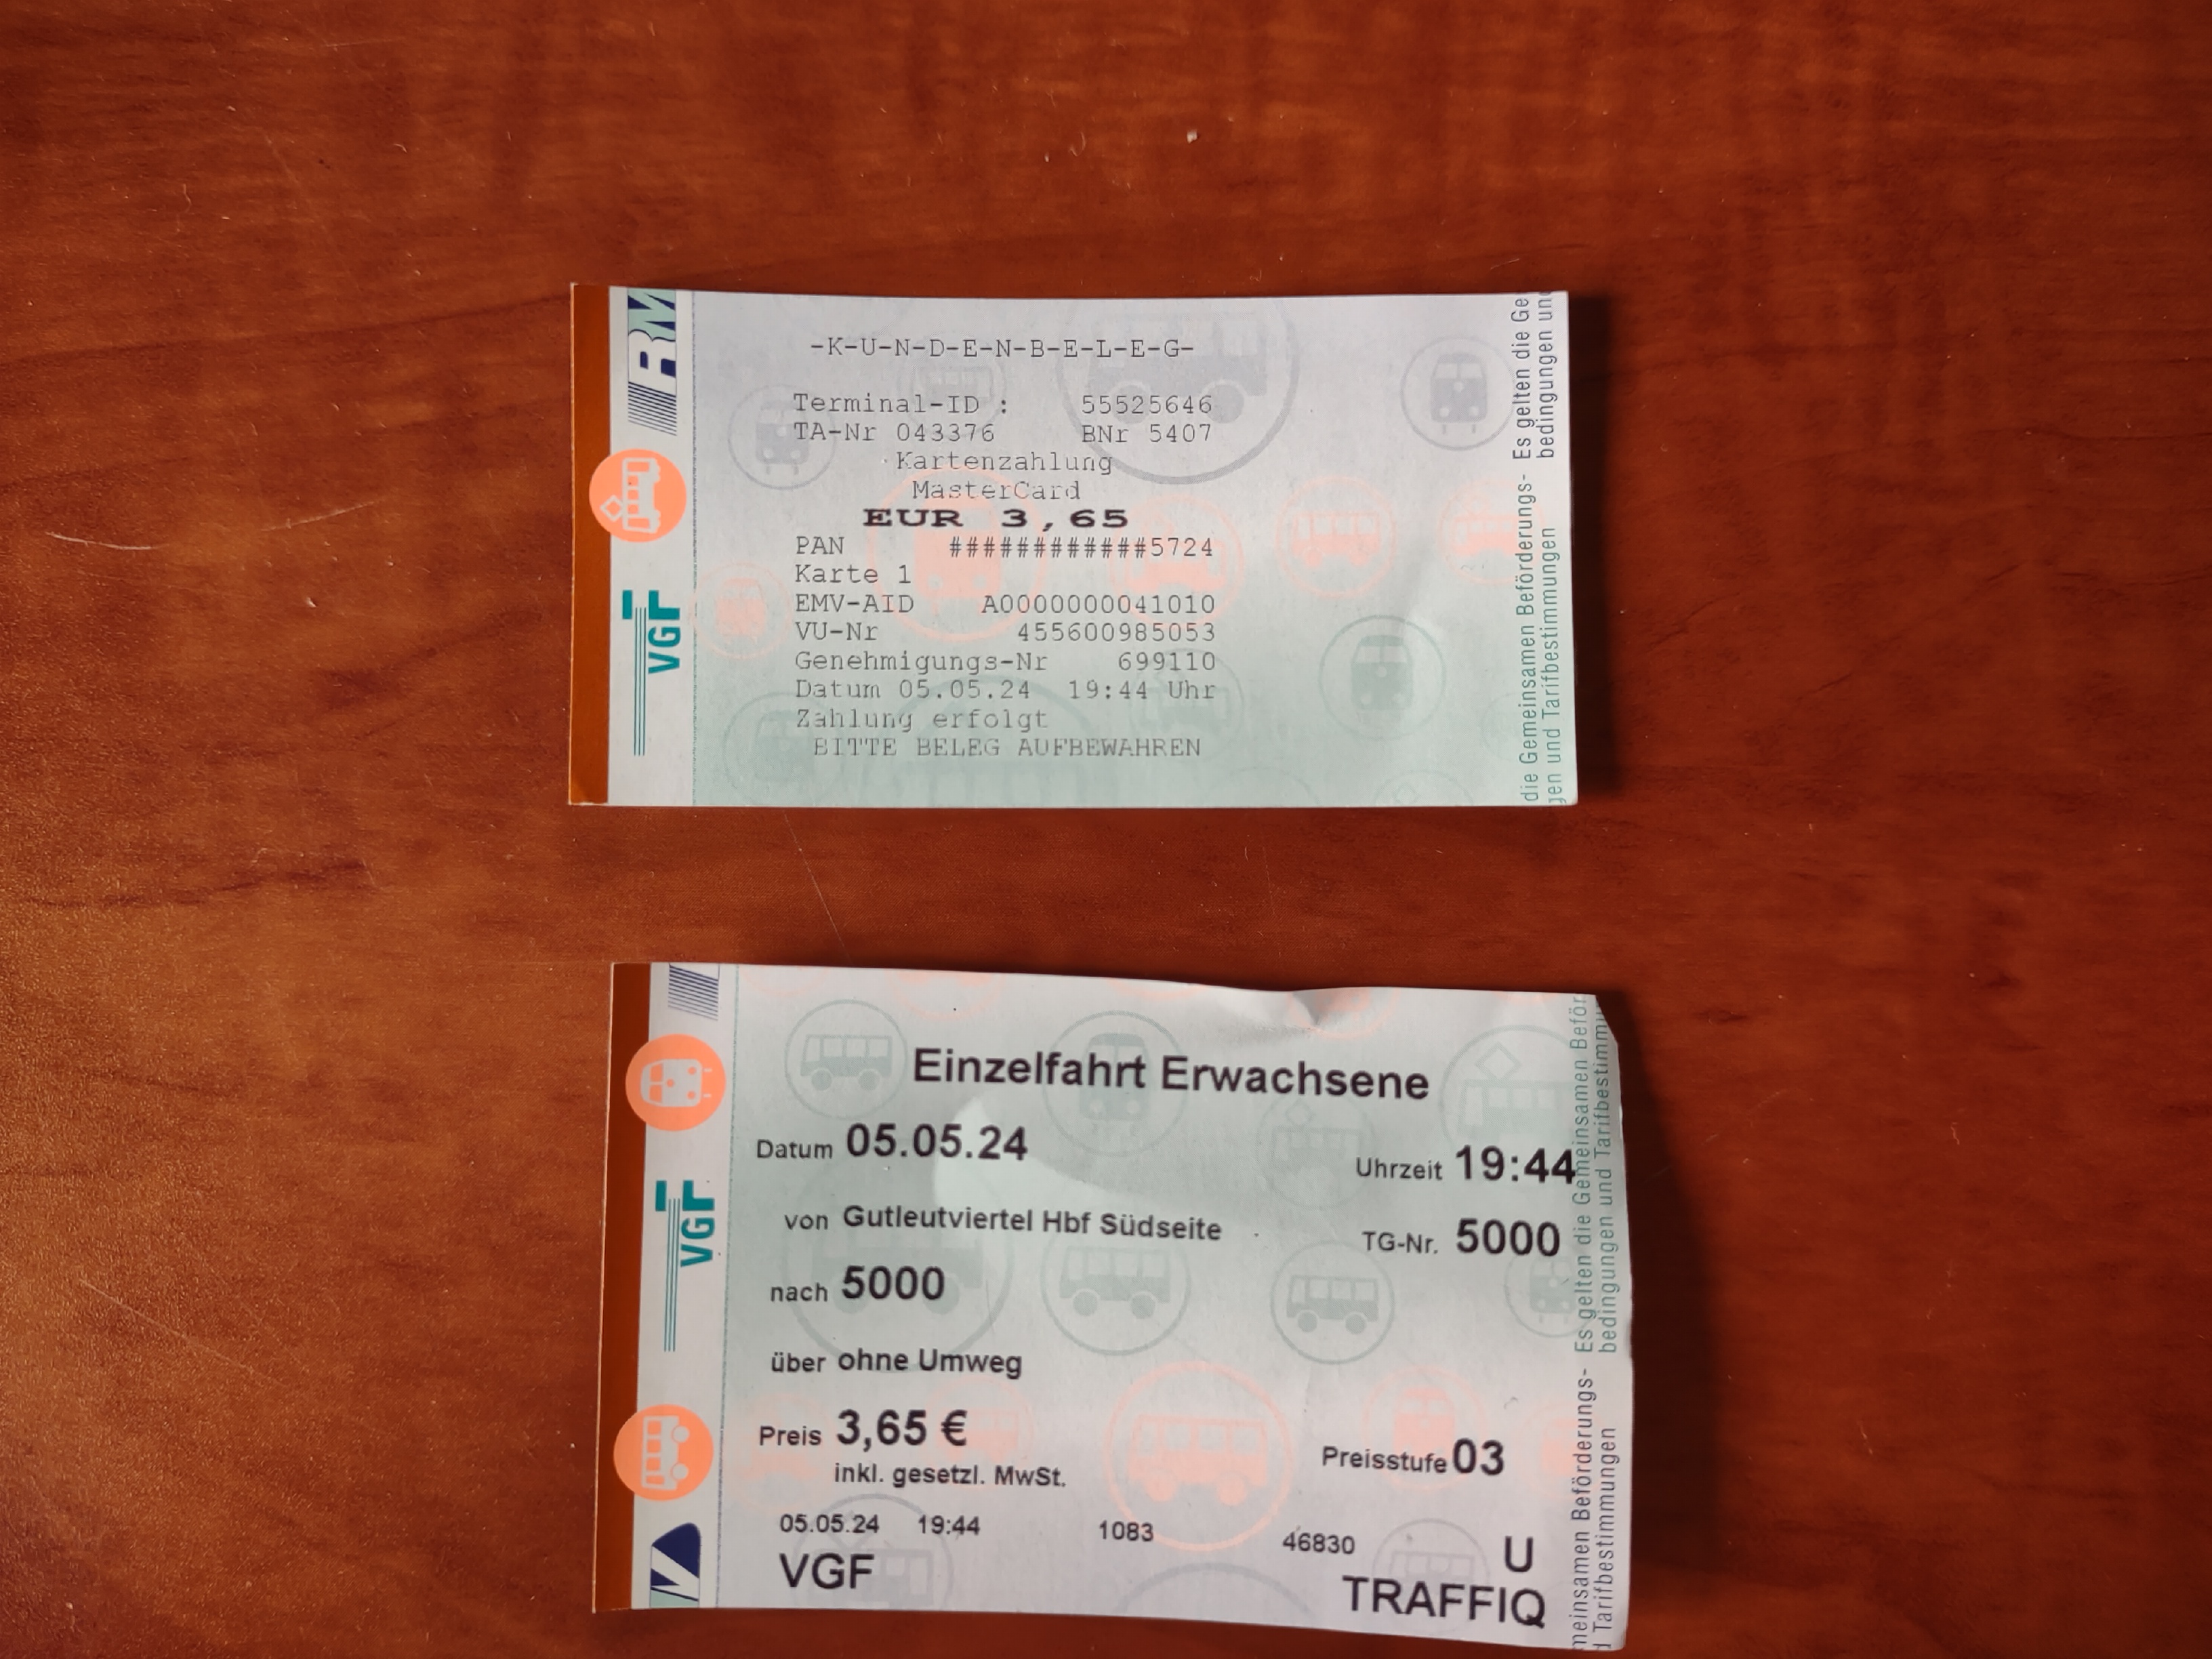 -K-U-N-D-E-N-B-E-L-E-G-
Terminal-ID : 55525646
TA-Nr 043376 BNr 5407
Kartenzahlung
MasterCard
EUR 3,65
PAN ############5724
Karte 1
EMV-AID A0000000041010
VU-Nr 455600985053
Genehmigungs-Nr 699110
Datum 05.05.24 19:44 Uhr
Zahlung erfolgt
BITTE BELEG AUFBEWAHREN
RM
VGF
die Gemeinsamen Beförderungs- Es gelten die Ge
gen und Tarifbestimmungen bedingungen und
Einzelfahrt Erwachsene
Datum 05.05.24 Uhrzeit 19:44
von Gutleutviertel Hbf Südseite TG-Nr. 5000
nach 5000
über ohne Umweg
Preis 3,65 € Preisstufe 03
inkl. gesetzl. MwSt.
05.05.24 19:44 1083 46830 U
VGF TRAFFIQ
VGF
V
meinsamen Beförderungs- Es gelten die Gemeinsamen Beför
d Tarifbestimmungen bedingungen und Tarifbestimmu